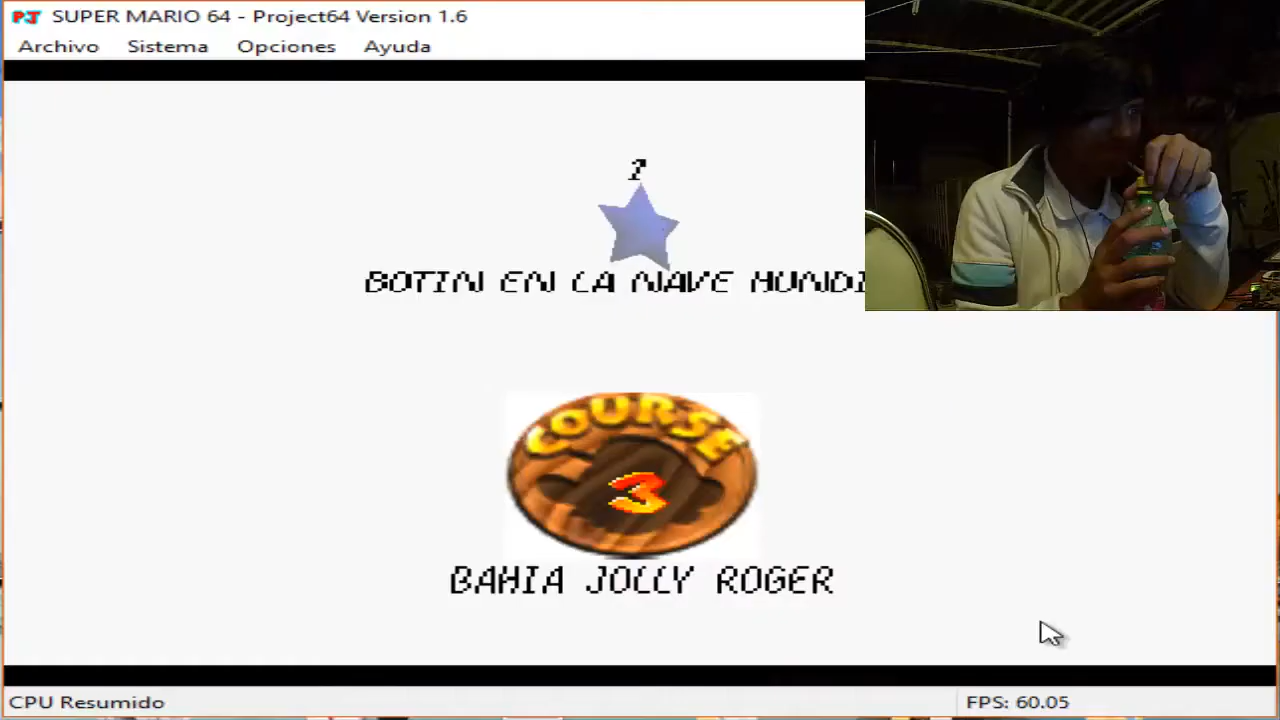 SUPER MARIO 64 - Project64 Version 1.6
Archivo Sistema Opciones Ayuda
BOTIN EN LA NAVE HUNDI
COURSE
3
BAHIA JOLLY ROGER
CPU Resumido
FPS: 60.05